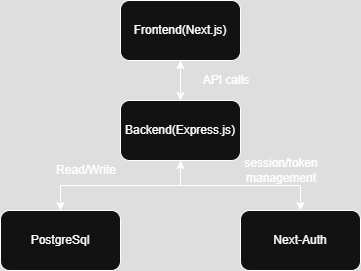 Frontend(Next.js)
API calls
Backend(Express.js)
Read/Write
session/token
management
PostgreSql
Next-Auth